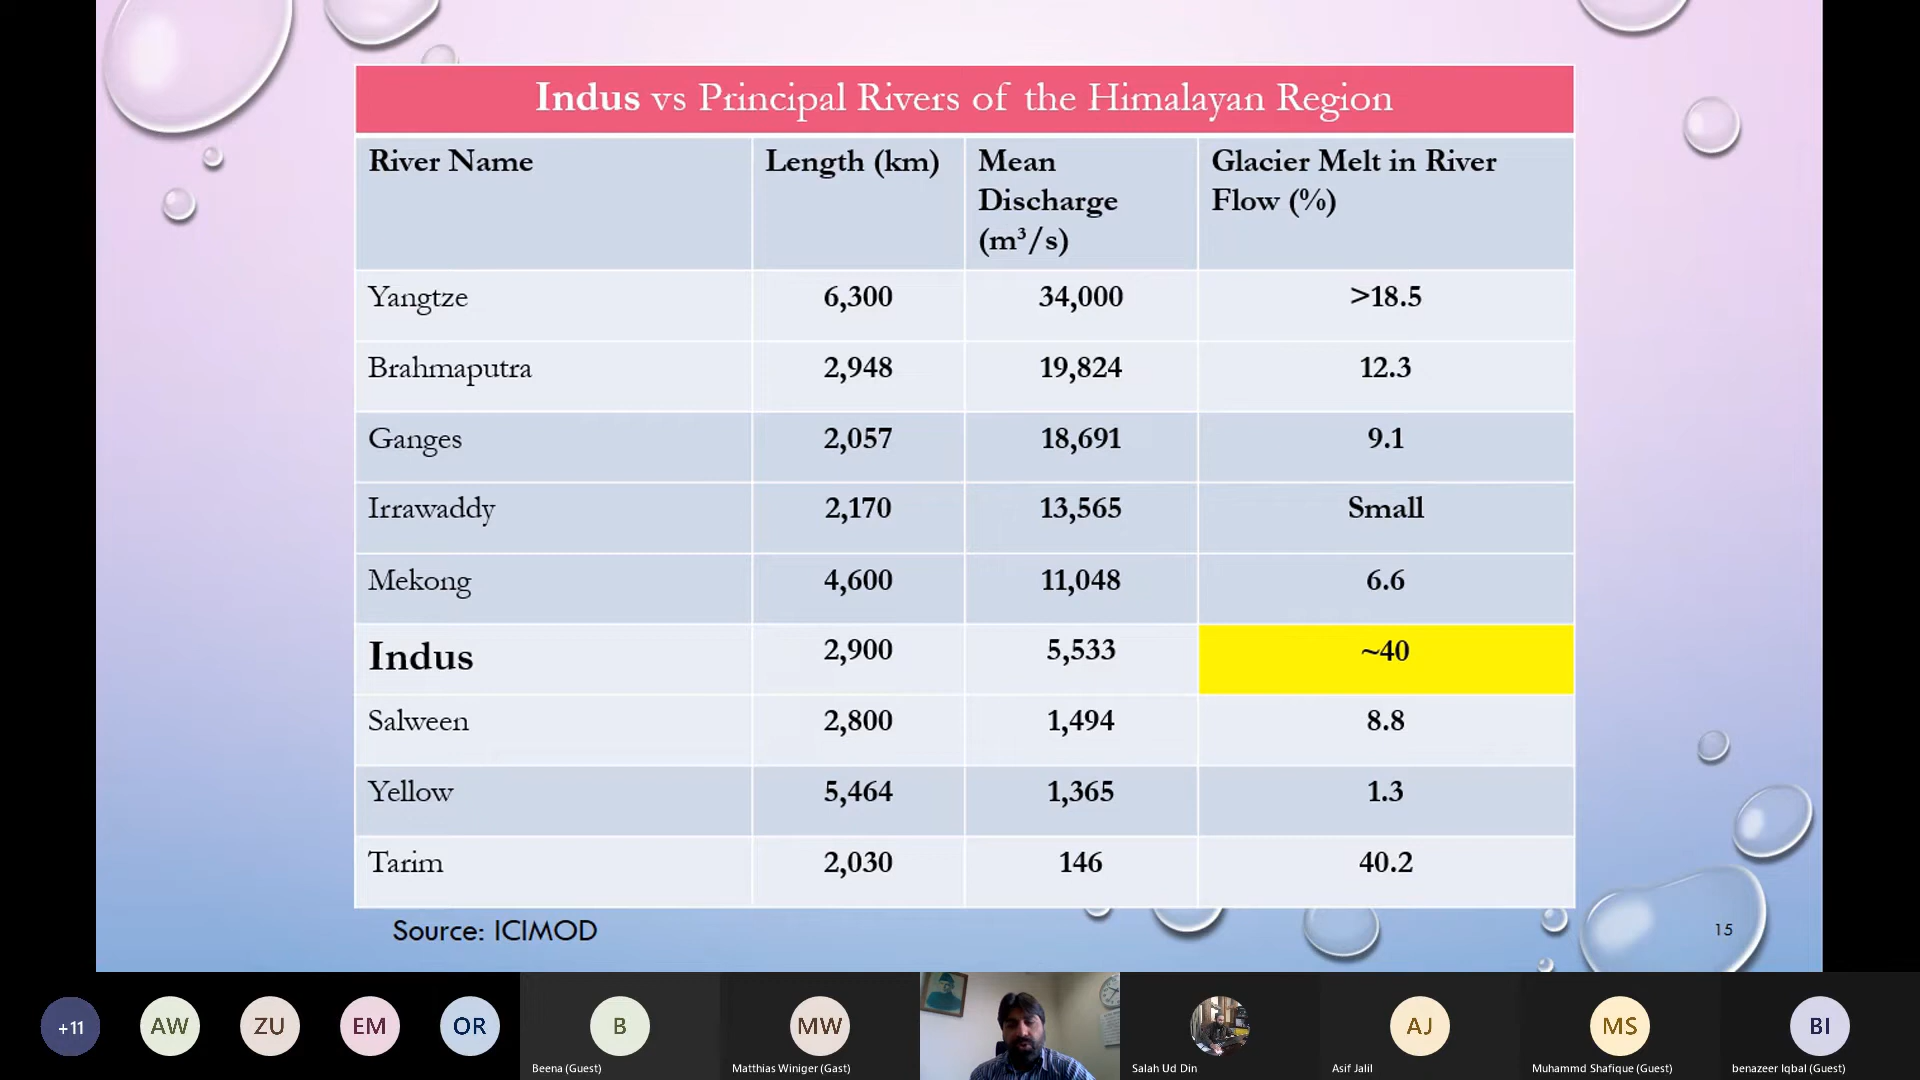 Indus vs Principal Rivers of the Himalayan Region
River Name Length (km) Mean Discharge (m³/s) Glacier Melt in River Flow (%)
Yangtze 6,300 34,000 >18.5
Brahmaputra 2,948 19,824 12.3
Ganges 2,057 18,691 9.1
Irrawaddy 2,170 13,565 Small
Mekong 4,600 11,048 6.6
Indus 2,900 5,533 ~40
Salween 2,800 1,494 8.8
Yellow 5,464 1,365 1.3
Tarim 2,030 146 40.2
Source: ICIMOD
15
+11 AW ZU EM OR B MW AJ MS BI
Beena (Guest) Matthias Winiger (Gast) Salah Ud Din Asif Jalil Muhammd Shafique (Guest) benazeer Iqbal (Guest)